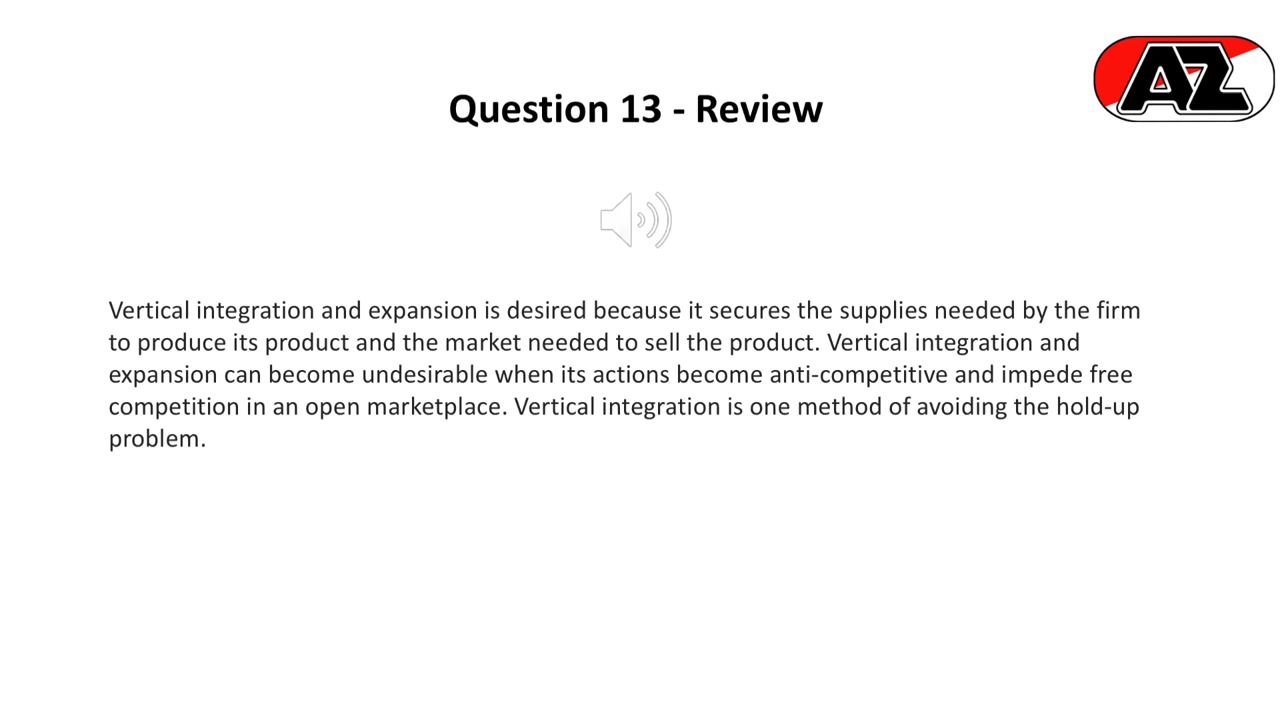 AZ
Question 13 - Review
Vertical integration and expansion is desired because it secures the supplies needed by the firm
to produce its product and the market needed to sell the product. Vertical integration and
expansion can become undesirable when its actions become anti-competitive and impede free
competition in an open marketplace. Vertical integration is one method of avoiding the hold-up
problem.